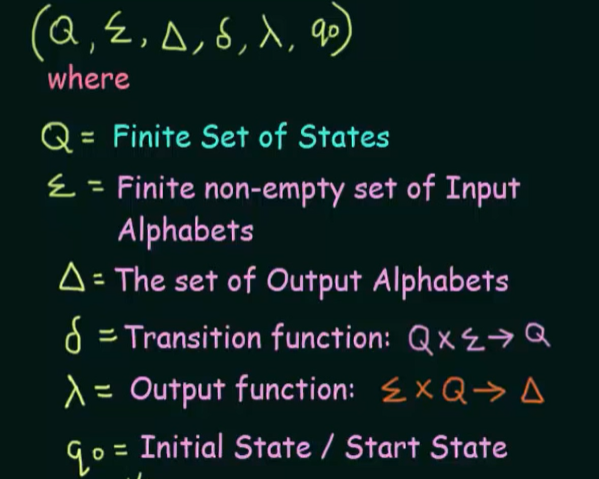 (Q, Σ, Δ, δ, λ, q0)
where
Q = Finite Set of States
Σ = Finite non-empty set of Input
Alphabets
Δ = The set of Output Alphabets
δ = Transition function: Q × Σ → Q
λ = Output function: Σ × Q → Δ
q0 = Initial State / Start State